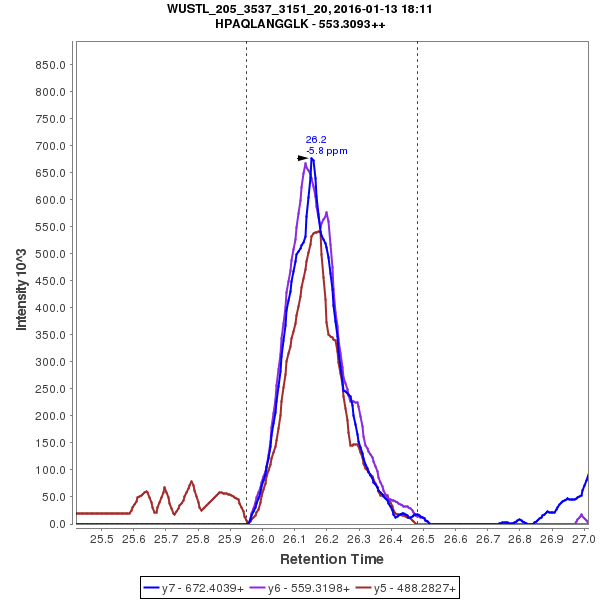 WUSTL_205_3537_3151_20, 2016-01-13 18:11
HPAQLANGGLK - 553.3093++
26.2
-5.8 ppm
Intensity 10^3
850.0
800.0
750.0
700.0
650.0
600.0
550.0
500.0
450.0
400.0
350.0
300.0
250.0
200.0
150.0
100.0
50.0
0.0
25.5 25.6 25.7 25.8 25.9 26.0 26.1 26.2 26.3 26.4 26.5 26.6 26.7 26.8 26.9 27.0
Retention Time
y7 - 672.4039+ y6 - 559.3198+ y5 - 488.2827+